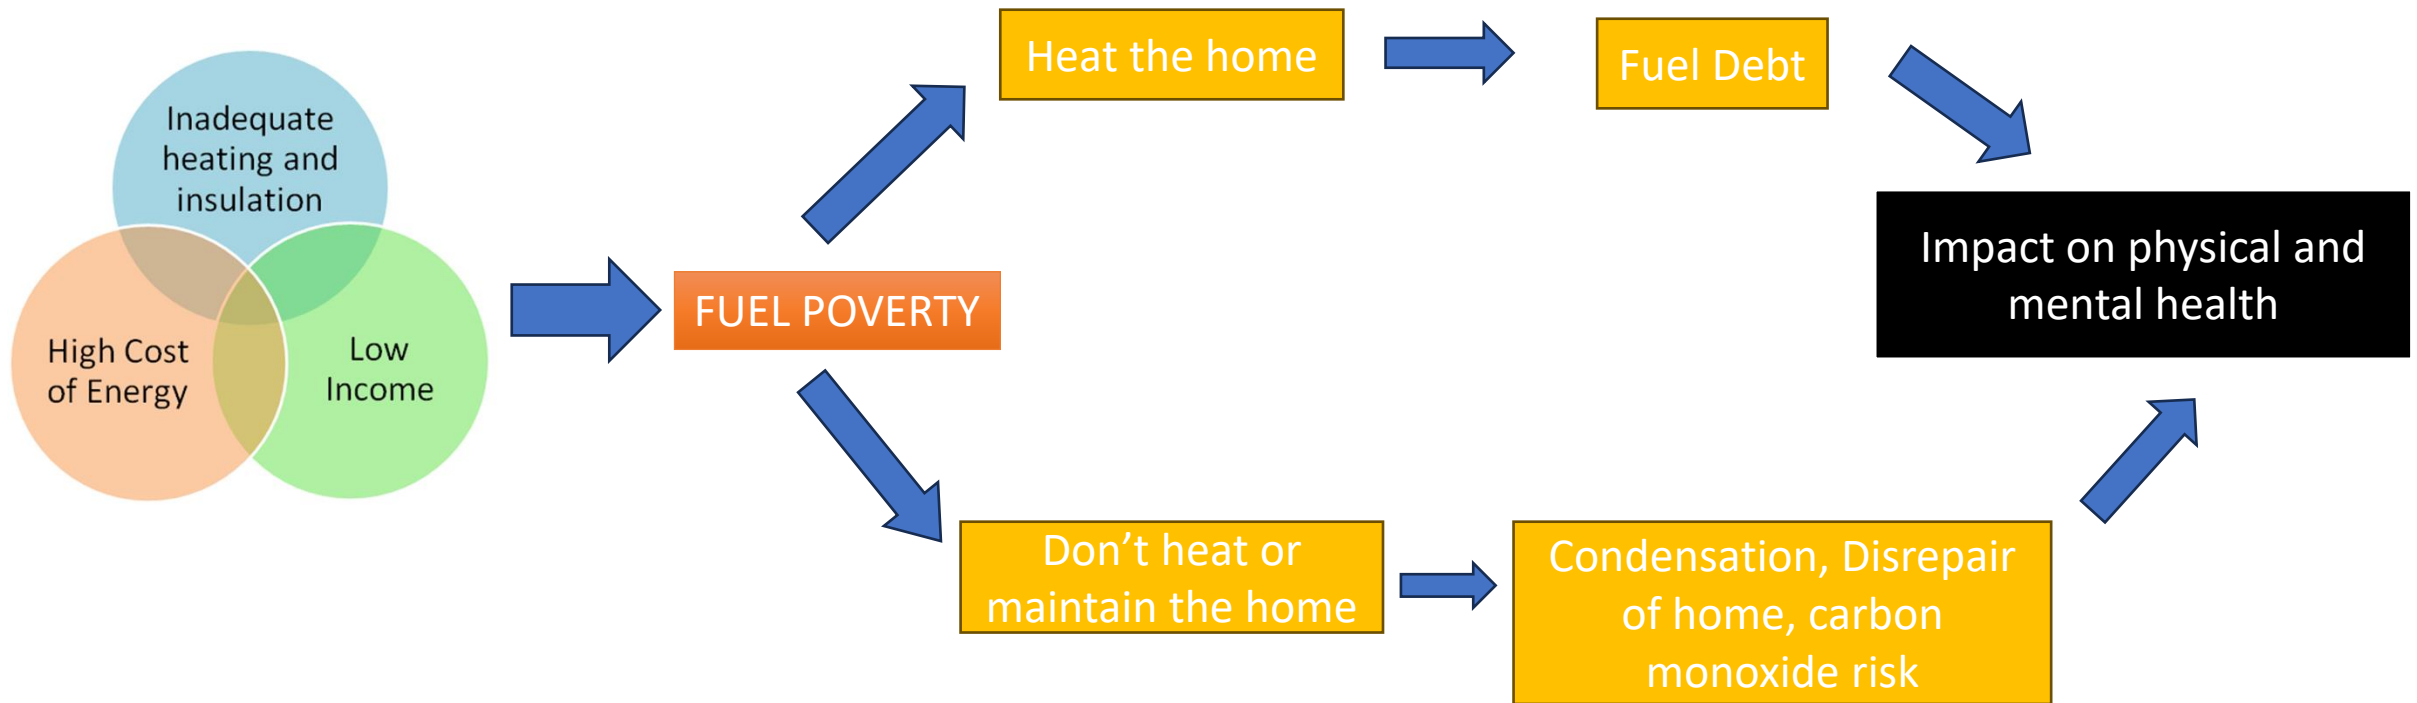 Inadequate
heating and
insulation
High Cost
of Energy
Low
Income
FUEL POVERTY
Heat the home
Fuel Debt
Don’t heat or
maintain the home
Condensation, Disrepair
of home, carbon
monoxide risk
Impact on physical and
mental health